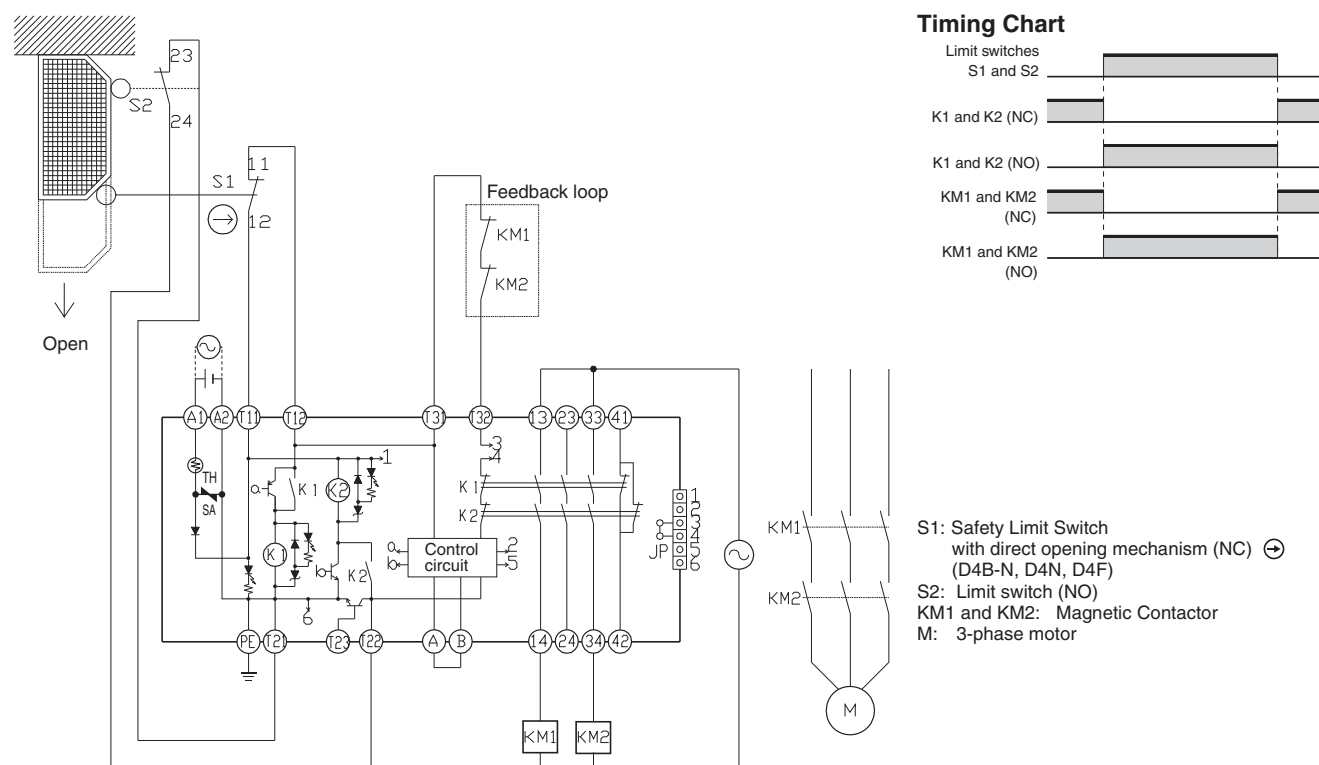 Timing Chart
Limit switches
S1 and S2
K1 and K2 (NC)
K1 and K2 (NO)
KM1 and KM2
(NC)
KM1 and KM2
(NO)
23
S2
24
11
S1
12
Open
Feedback loop
KM1
KM2
A1 A2 T11 T12 T31 T32 13 23 33 41
TH
SA
a
K1
K2
1
3
4
K1
K2
K1
b
K2
6
a
b
Control
circuit
2
5
JP
1
2
3
4
5
6
PE T21 T23 T22 A B 14 24 34 42
KM1 KM2
KM1
KM2
M
S1: Safety Limit Switch
with direct opening mechanism (NC)
(D4B-N, D4N, D4F)
S2: Limit switch (NO)
KM1 and KM2: Magnetic Contactor
M: 3-phase motor